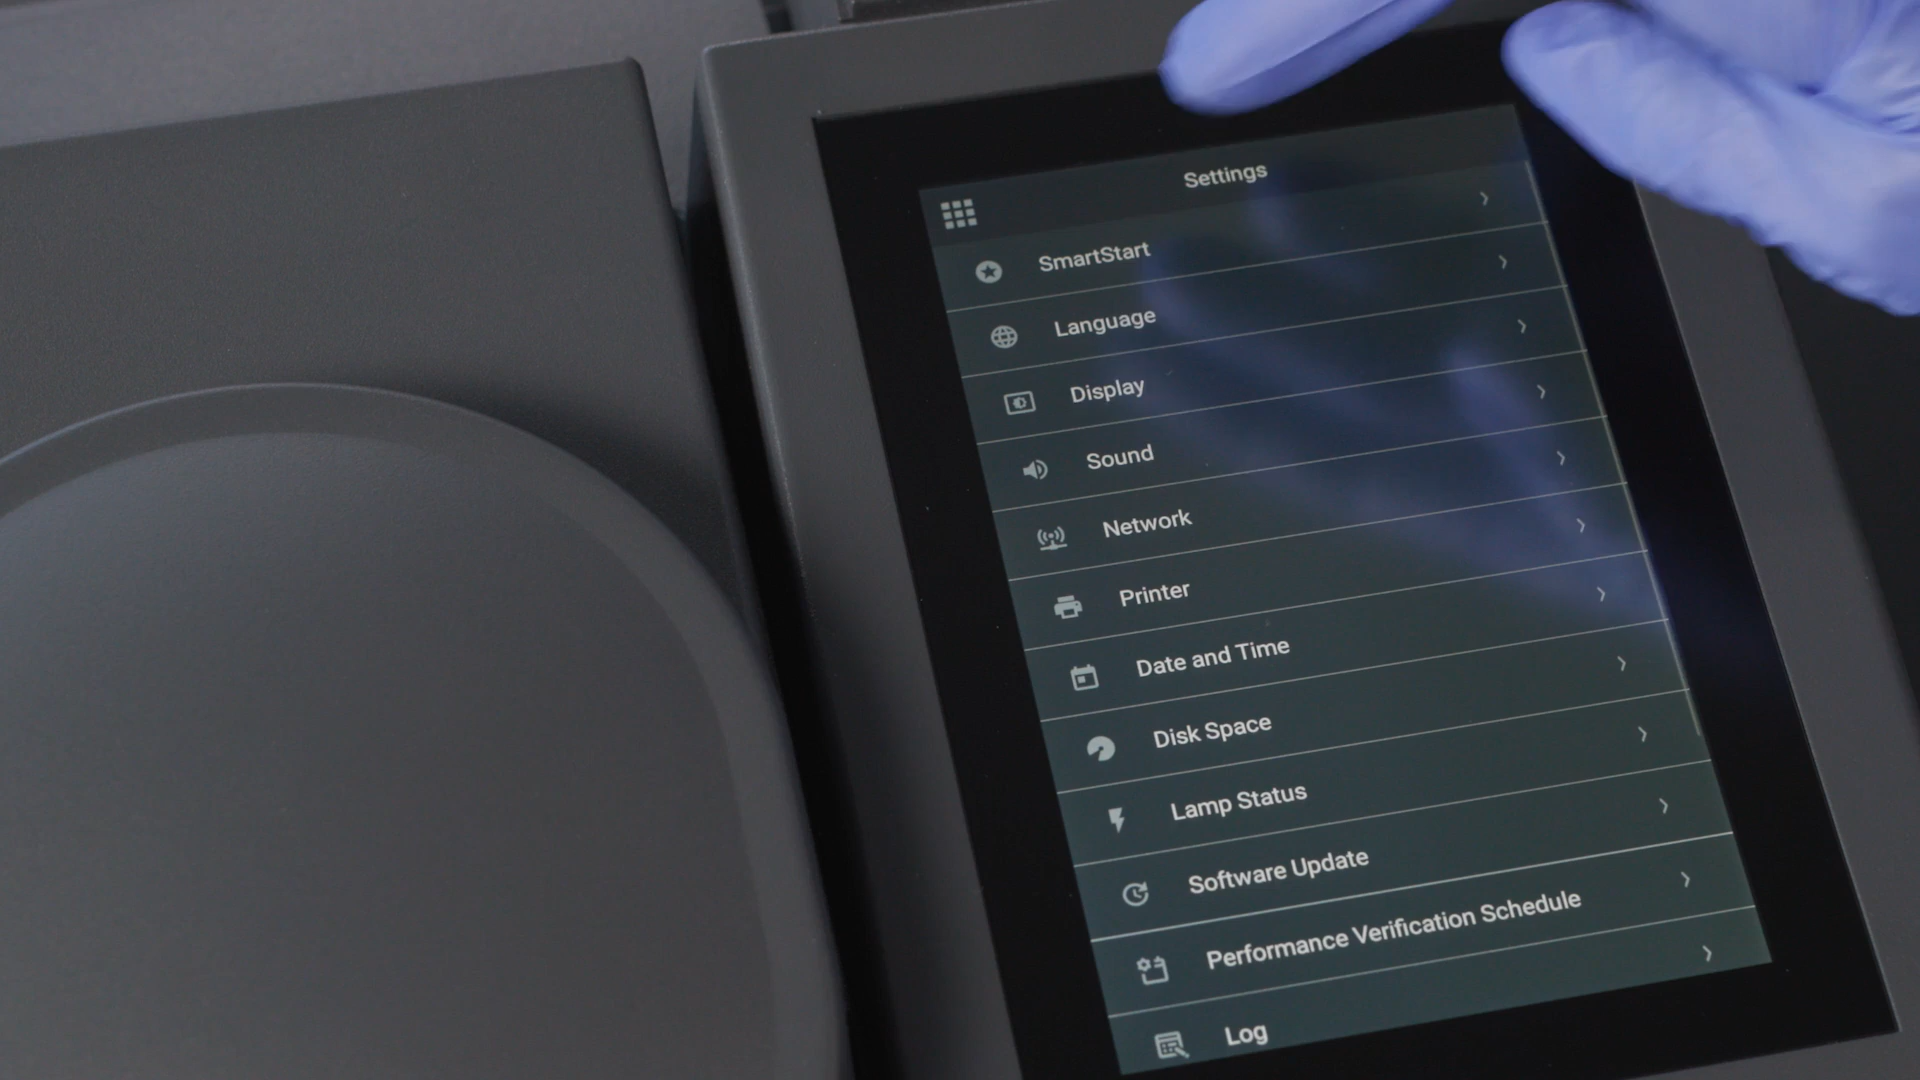 Settings
SmartStart
Language
Display
Sound
Network
Printer
Date and Time
Disk Space
Lamp Status
Software Update
Performance Verification Schedule
Log